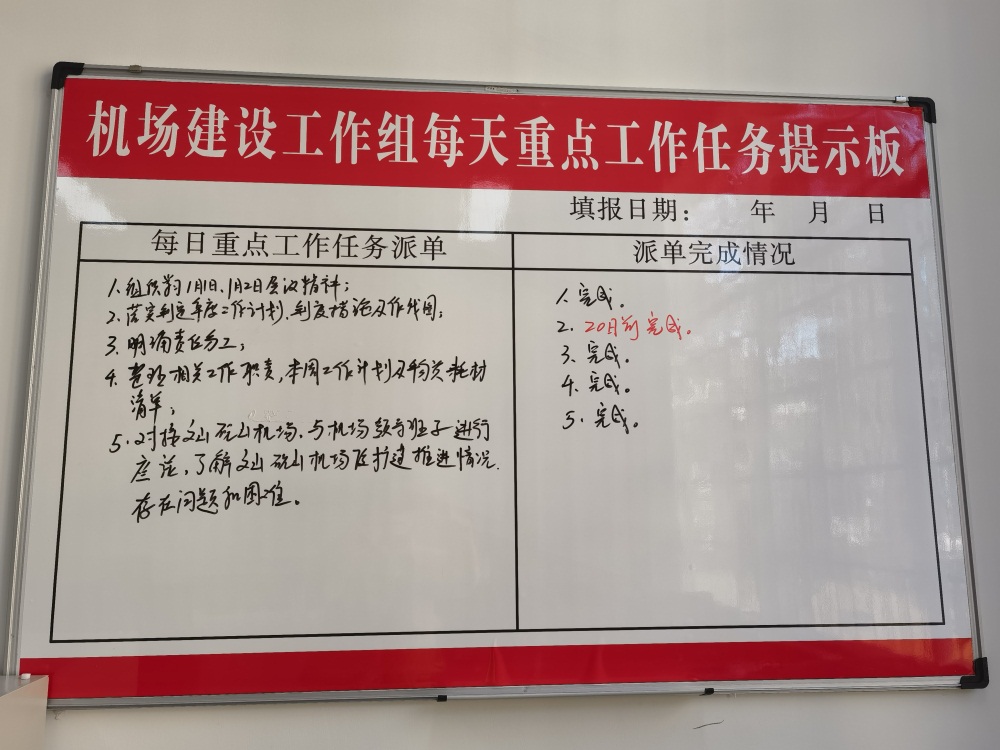 机场建设工作组每天重点工作任务提示板
填报日期： 年 月 日
每日重点工作任务派单
派单完成情况
1.组织学习1月1日、1月2日会议精神；
2.落实制定年度工作计划、制度措施及作战图；
3.明确责任分工；
4.梳理相关工作职责，本周工作计划及物资耗材
清单；
5.对接文山砚山机场，与机场领导班子进行
座谈，了解文山砚山机场改扩建推进情况.
存在问题和困难。
1.完成。
2.20日前完成。
3.完成。
4.完成。
5.完成。